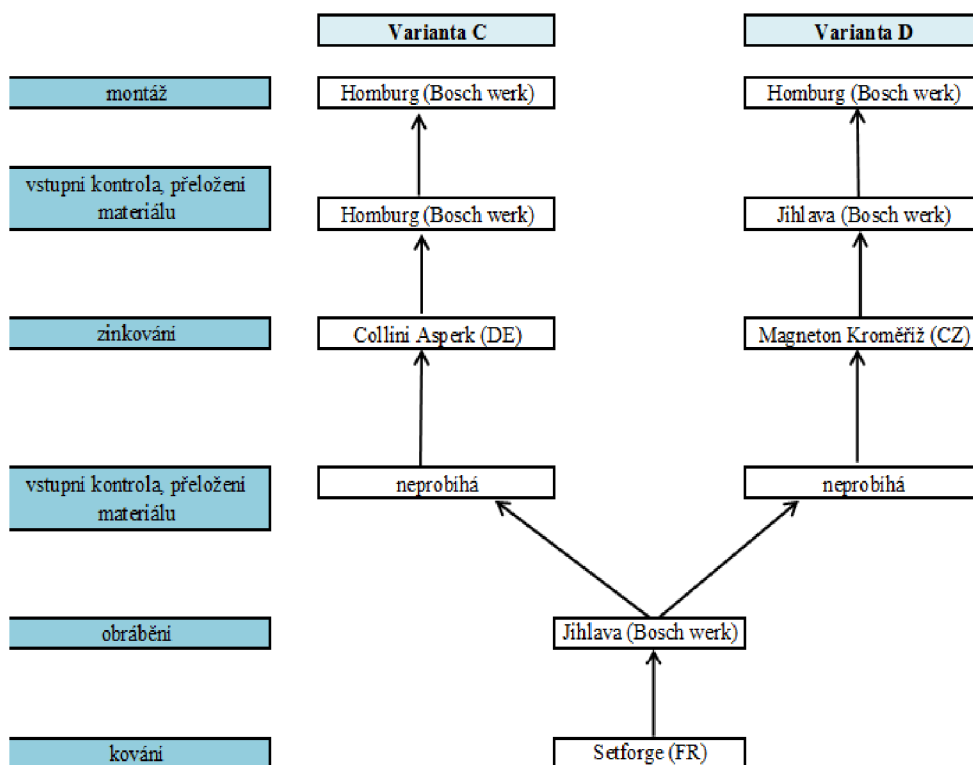 Varianta C Varianta D
montáž Homburg (Bosch werk) Homburg (Bosch werk)
vstupní kontrola, přeložení
materiálu
Homburg (Bosch werk) Jihlava (Bosch werk)
zinkování Collini Asperk (DE) Magneton Kroměřiž (CZ)
vstupní kontrola, přeložení
materiálu
neprobíhá neprobíhá
obrábění Jihlava (Bosch werk)
kování Setforge (FR)